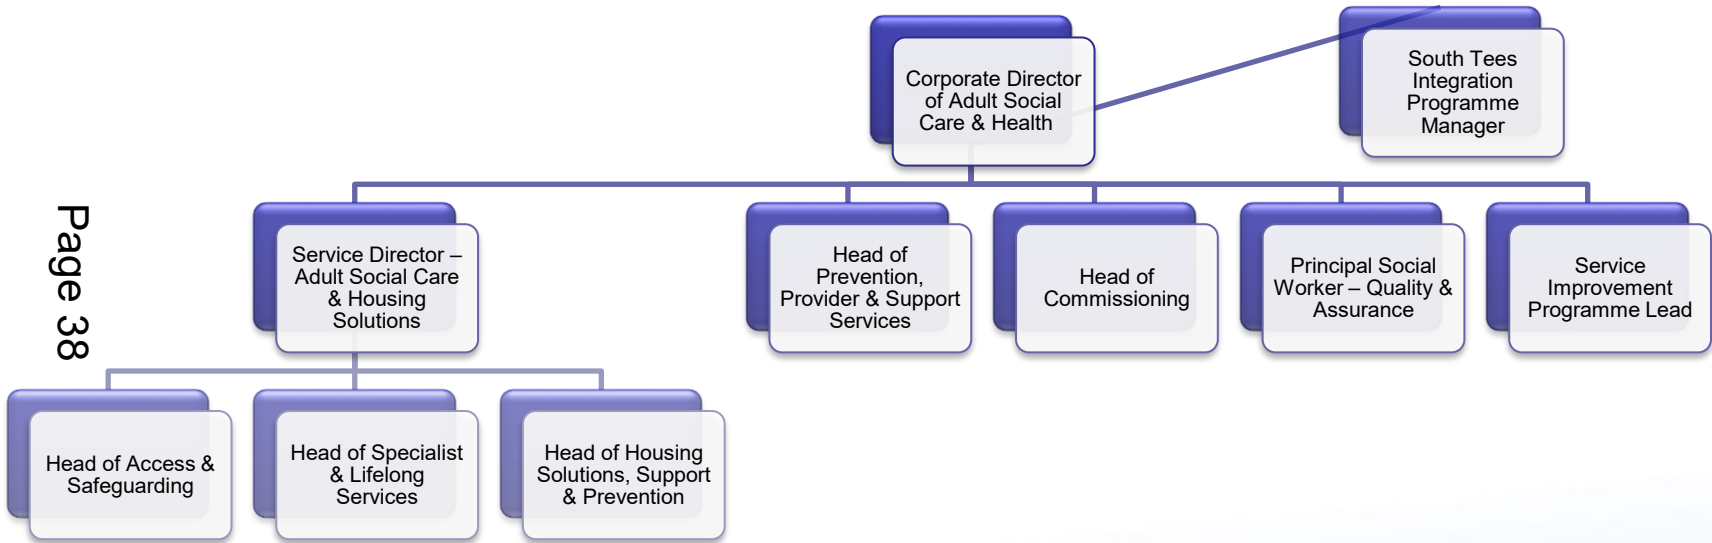 Corporate Director
of Adult Social
Care & Health
South Tees
Integration
Programme
Manager
Page 38
Service Director –
Adult Social Care
& Housing
Solutions
Head of
Prevention,
Provider & Support
Services
Head of
Commissioning
Principal Social
Worker – Quality &
Assurance
Service
Improvement
Programme Lead
Head of Access &
Safeguarding
Head of Specialist
& Lifelong
Services
Head of Housing
Solutions, Support
& Prevention